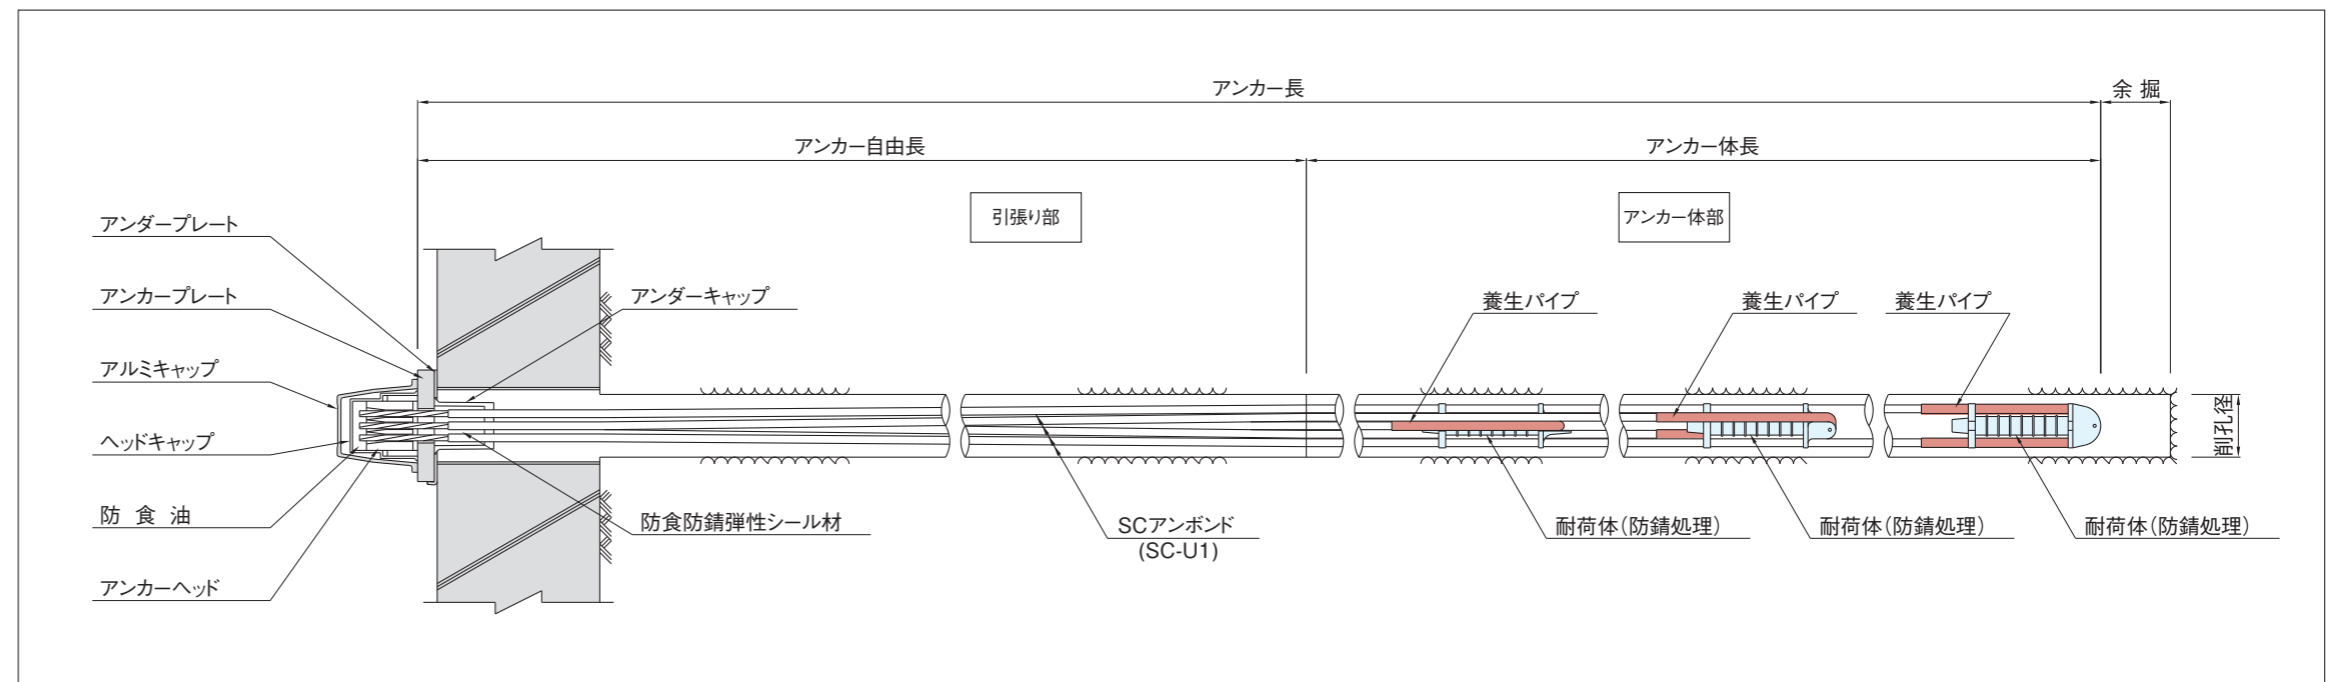 アンカー長
余 掘
アンカー自由長
アンカー体長
引張り部
アンカー体部
アンダープレート
アンカープレート
アンダーキャップ
養生パイプ
養生パイプ
養生パイプ
アルミキャップ
ヘッドキャップ
削孔径
防 食 油
防食防錆弾性シール材
SCアンボンド
(SC-U1)
耐荷体(防錆処理)
耐荷体(防錆処理)
耐荷体(防錆処理)
アンカーヘッド